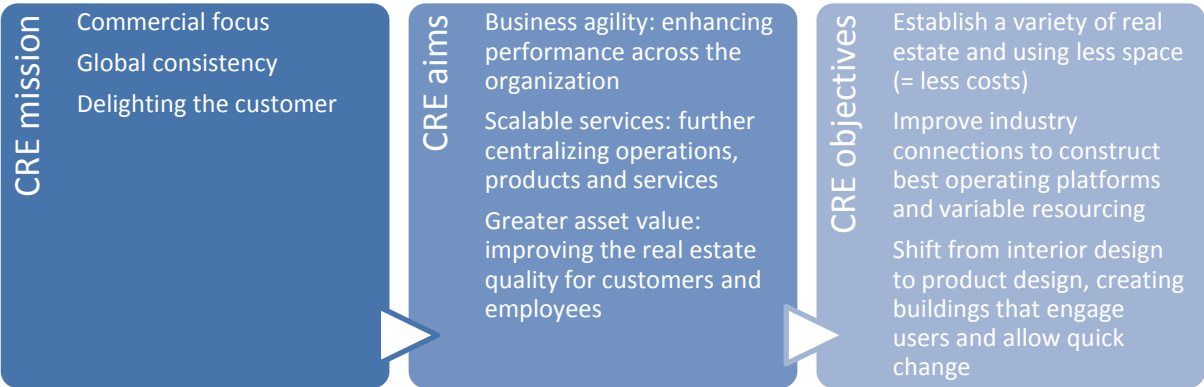 CRE mission
Commercial focus
Global consistency
Delighting the customer
CRE aims
Business agility: enhancing
performance across the
organization
Scalable services: further
centralizing operations,
products and services
Greater asset value:
improving the real estate
quality for customers and
employees
CRE objectives
Establish a variety of real
estate and using less space
(= less costs)
Improve industry
connections to construct
best operating platforms
and variable resourcing
Shift from interior design
to product design, creating
buildings that engage
users and allow quick
change